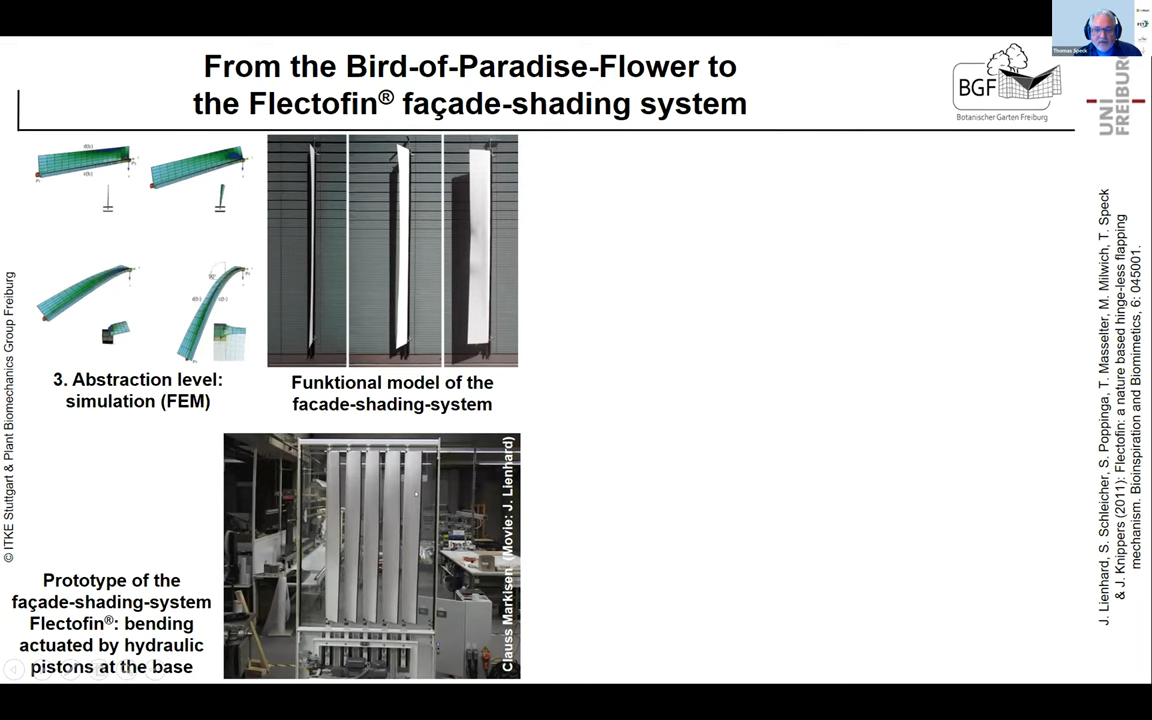 From the Bird-of-Paradise-Flower to
the Flectofin® façade-shading system
BGF
Botanischer Garten Freiburg
UNI
FREIBURG
Thomas Speck
3. Abstraction level:
simulation (FEM)
Funktional model of the
facade-shading-system
Prototype of the
façade-shading-system
Flectofin®: bending
actuated by hydraulic
pistons at the base
Clauss Markisen (Movie: J. Lienhard)
© ITKE Stuttgart & Plant Biomechanics Group Freiburg
J. Lienhard, S. Schleicher, S. Poppinga, T. Masselter, M. Milwich, T. Speck
& J. Knippers (2011): Flectofin: a nature based hinge-less flapping
mechanism. Bioinspiration and Biomimetics, 6: 045001.